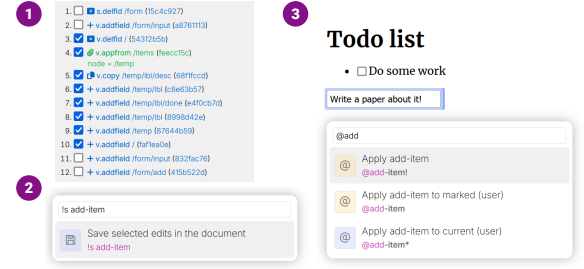 1
1. s.delfld /form (15c4c927)
2. + v.addfield /form/input (a8761113)
3. v.delfld / (54312b5b)
4. v.appfrom /items (feecc15c)
node = /temp
5. v.copy /temp/lbl/desc (68f1fccd)
6. + v.addfield /temp/lbl (c8e63b57)
7. + v.addfield /temp/lbl/done (e4f0cb7d)
8. + v.addfield /temp/lbl (8998d42e)
9. + v.addfield /temp (87644b59)
10. + v.addfield / (faf1ea0e)
11. + v.addfield /form/input (832fac76)
12. + v.addfield /form/add (415b522d)
2
!s add-item
Save selected edits in the document
!s add-item
3
Todo list
• Do some work
Write a paper about it!
@add
@ Apply add-item
@add-item!
@ Apply add-item to marked (user)
@add-item
@ Apply add-item to current (user)
@add-item*